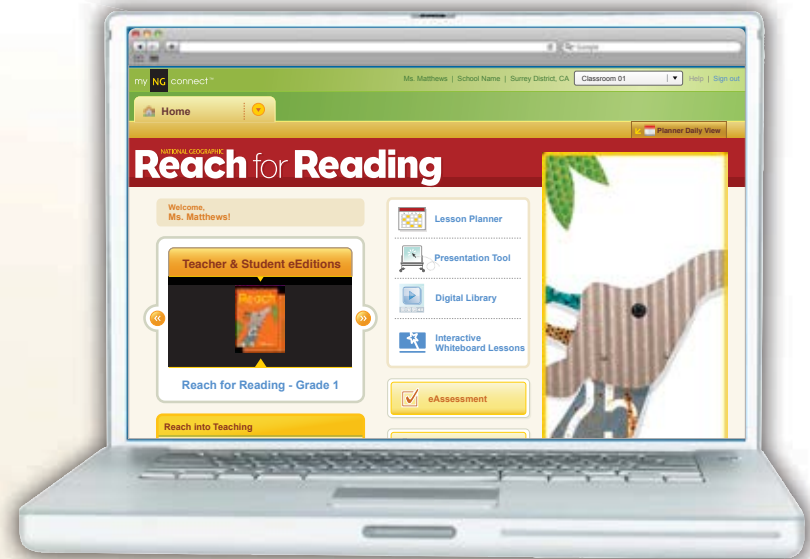 Google
my NG connect™
Ms. Matthews | School Name | Surrey District, CA
Classroom 01
Help | Sign out
Home
Planner Daily View
NATIONAL GEOGRAPHIC
Reach for Reading
Welcome,
Ms. Matthews!
Teacher & Student eEditions
Reach
Reach for Reading - Grade 1
Reach into Teaching
Lesson Planner
Presentation Tool
Digital Library
Interactive
Whiteboard Lessons
eAssessment